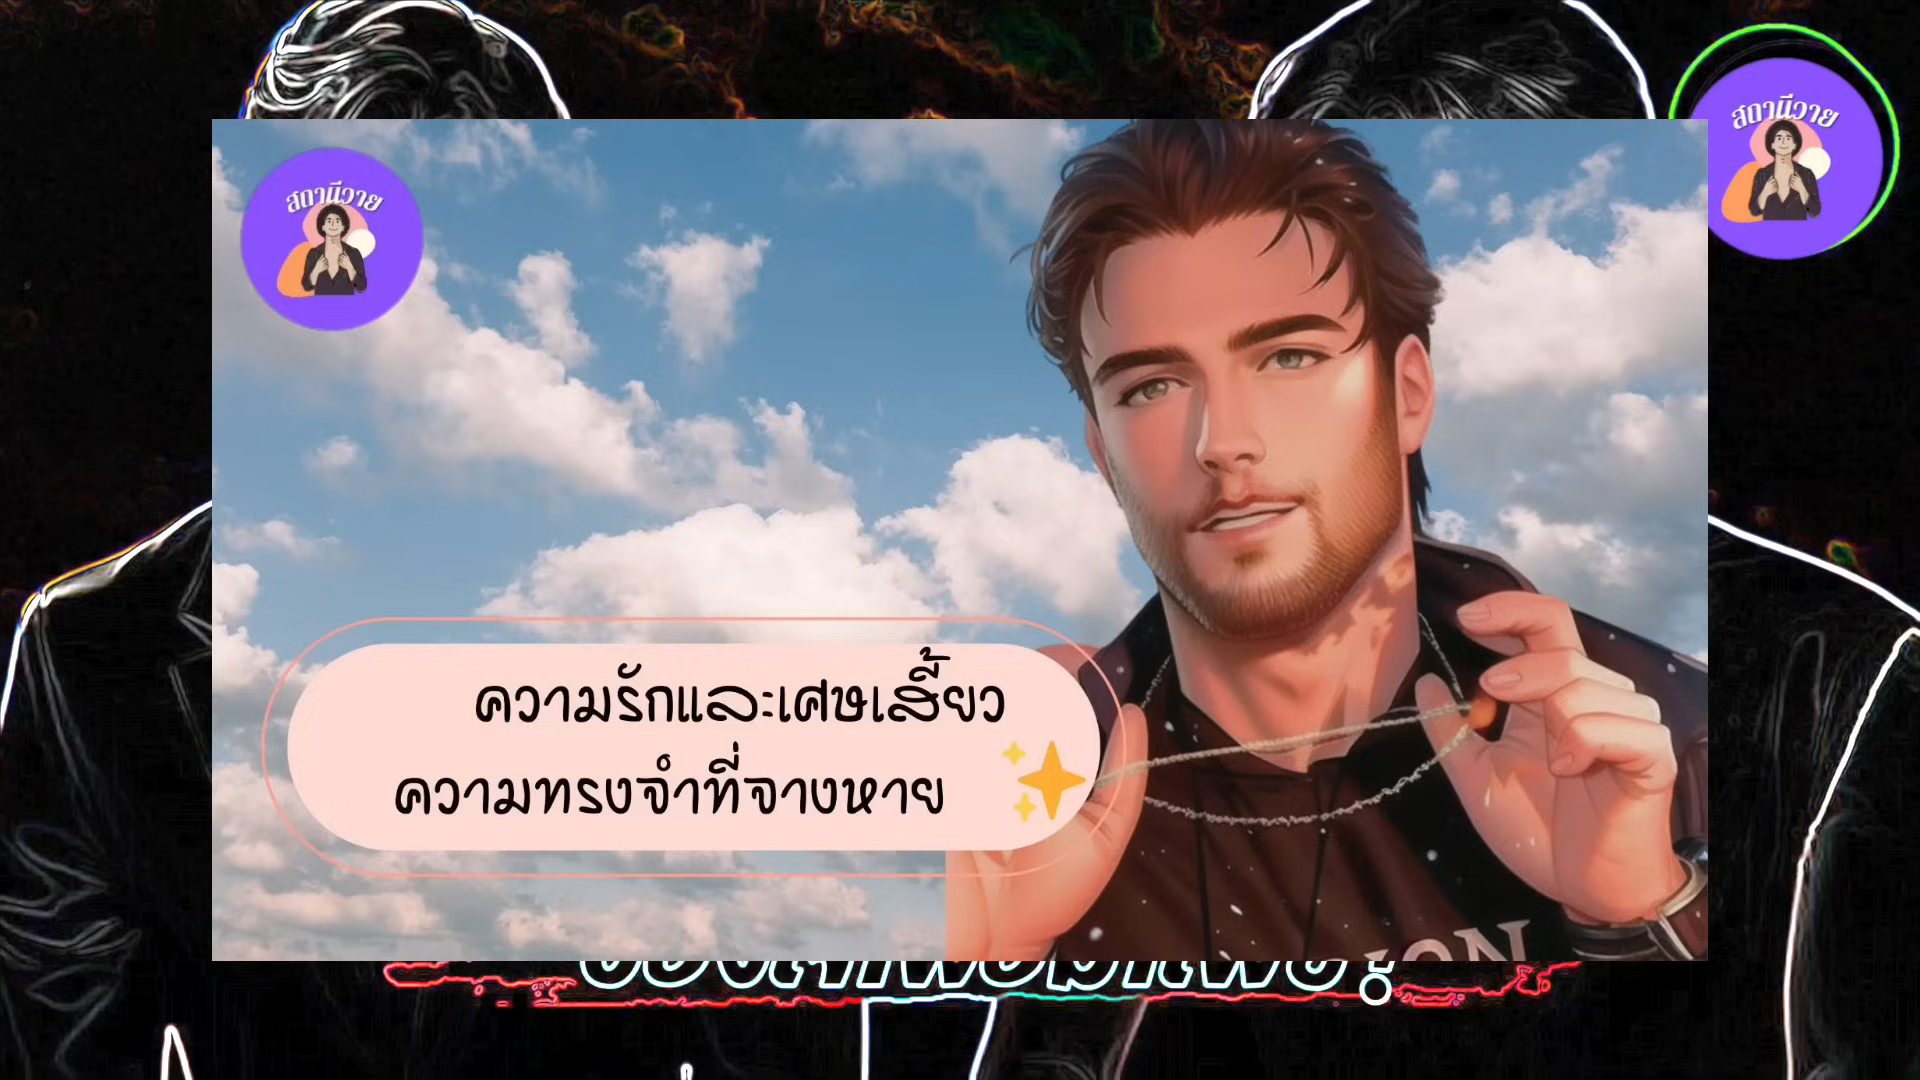 สถานีวาย
สถานีวาย
ความรักและเศษเสี้ยว
ความทรงจำที่จางหาย